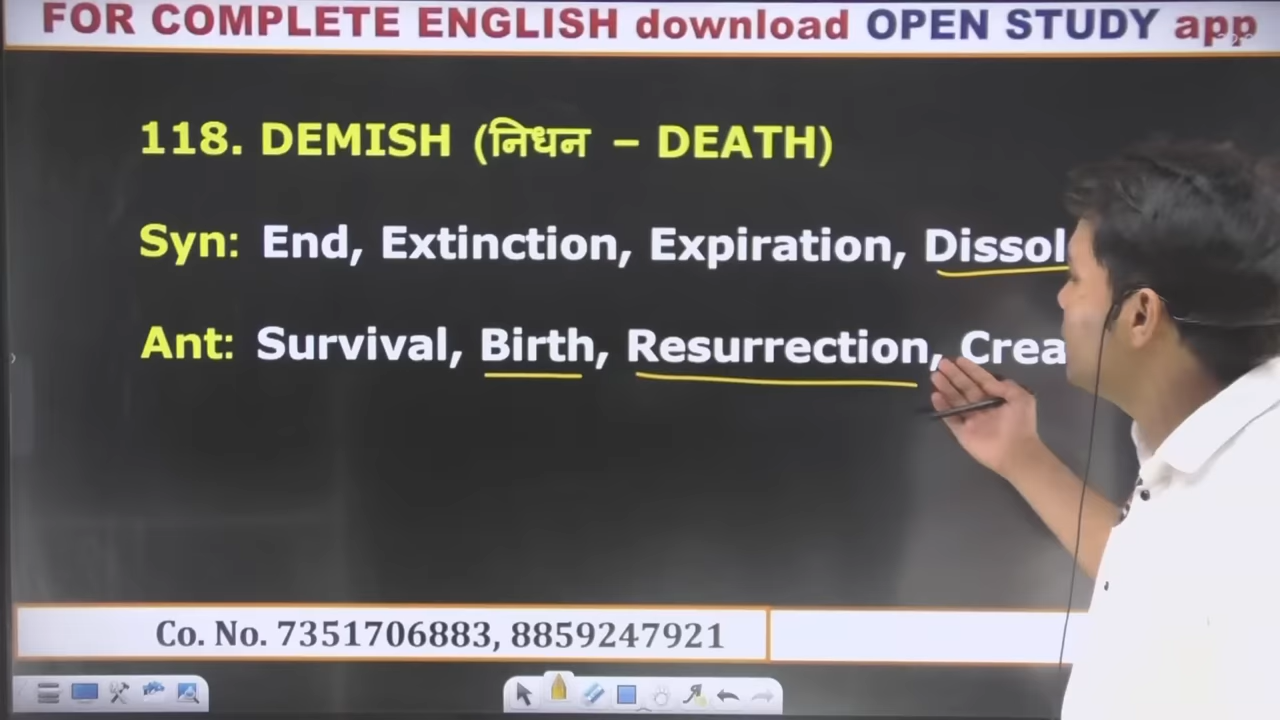 FOR COMPLETE ENGLISH download OPEN STUDY app
118. DEMISH (निधन – DEATH)
Syn: End, Extinction, Expiration, Dissol
Ant: Survival, Birth, Resurrection, Crea
Co. No. 7351706883, 8859247921